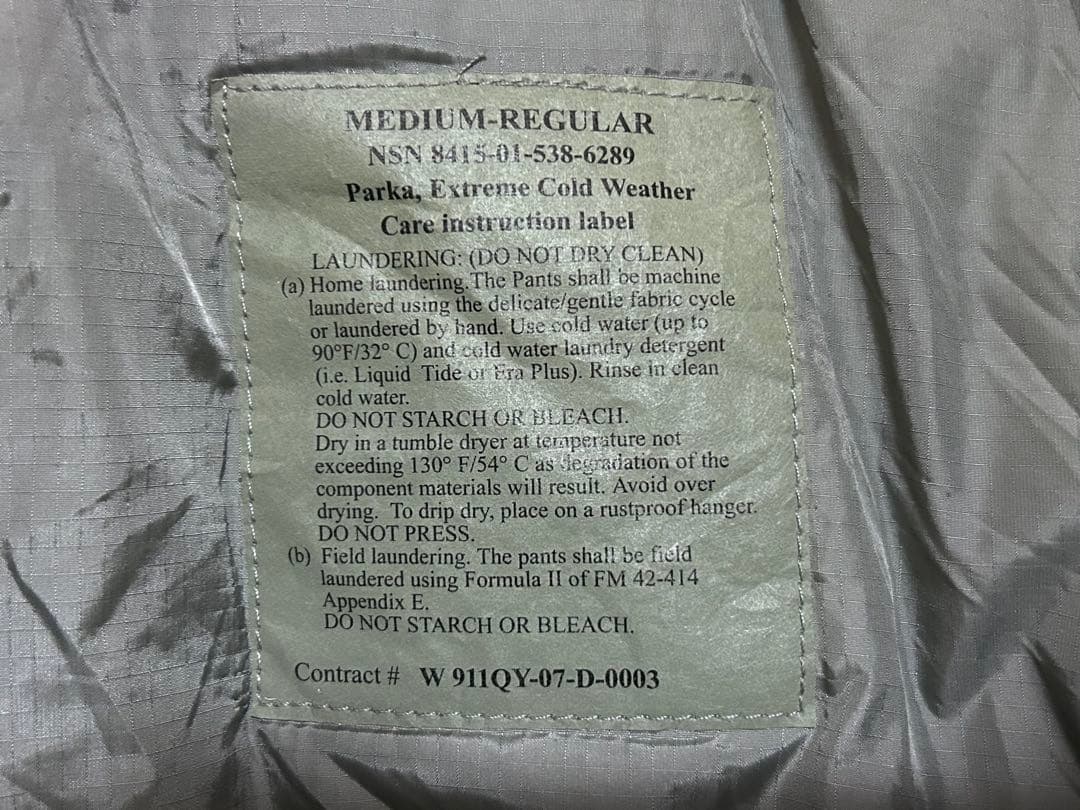 MEDIUM-REGULAR
NSN 8415-01-538-6289
Parka, Extreme Cold Weather
Care instruction label
LAUNDERING: (DO NOT DRY CLEAN)
(a) Home laundering. The Pants shall be machine
laundered using the delicate/gentle fabric cycle
or laundered by hand. Use cold water (up to
90°F/32° C) and cold water laundry detergent
(i.e. Liquid Tide or Era Plus). Rinse in clean
cold water.
DO NOT STARCH OR BLEACH.
Dry in a tumble dryer at temperature not
exceeding 130° F/54° C as degradation of the
component materials will result. Avoid over
drying. To drip dry, place on a rustproof hanger.
DO NOT PRESS.
(b) Field laundering. The pants shall be field
laundered using Formula II of FM 42-414
Appendix E.
DO NOT STARCH OR BLEACH.
Contract # W 911QY-07-D-0003